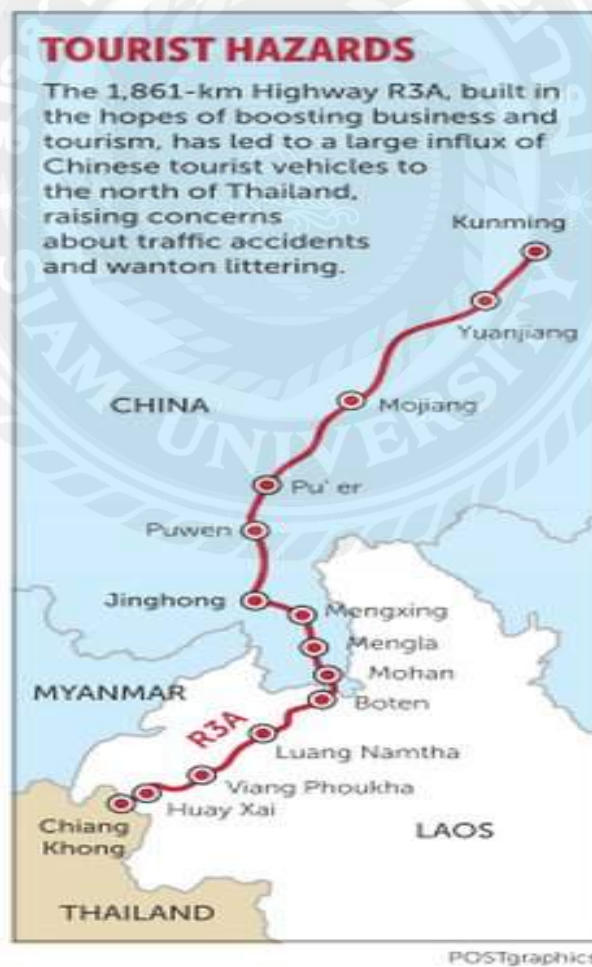 TOURIST HAZARDS
The 1,861-km Highway R3A, built in
the hopes of boosting business and
tourism, has led to a large influx of
Chinese tourist vehicles to
the north of Thailand,
raising concerns
about traffic accidents
and wanton littering.
Kunming
Yuanjiang
CHINA
Mojiang
Pu' er
UNIVERSITY
SIAM
Puwen
Jinghong
Mengxing
Mengla
Mohan
MYANMAR
Boten
R3A
Luang Namtha
Viang Phoukha
Huay Xai
Chiang
Khong
LAOS
THAILAND
POSTgraphics